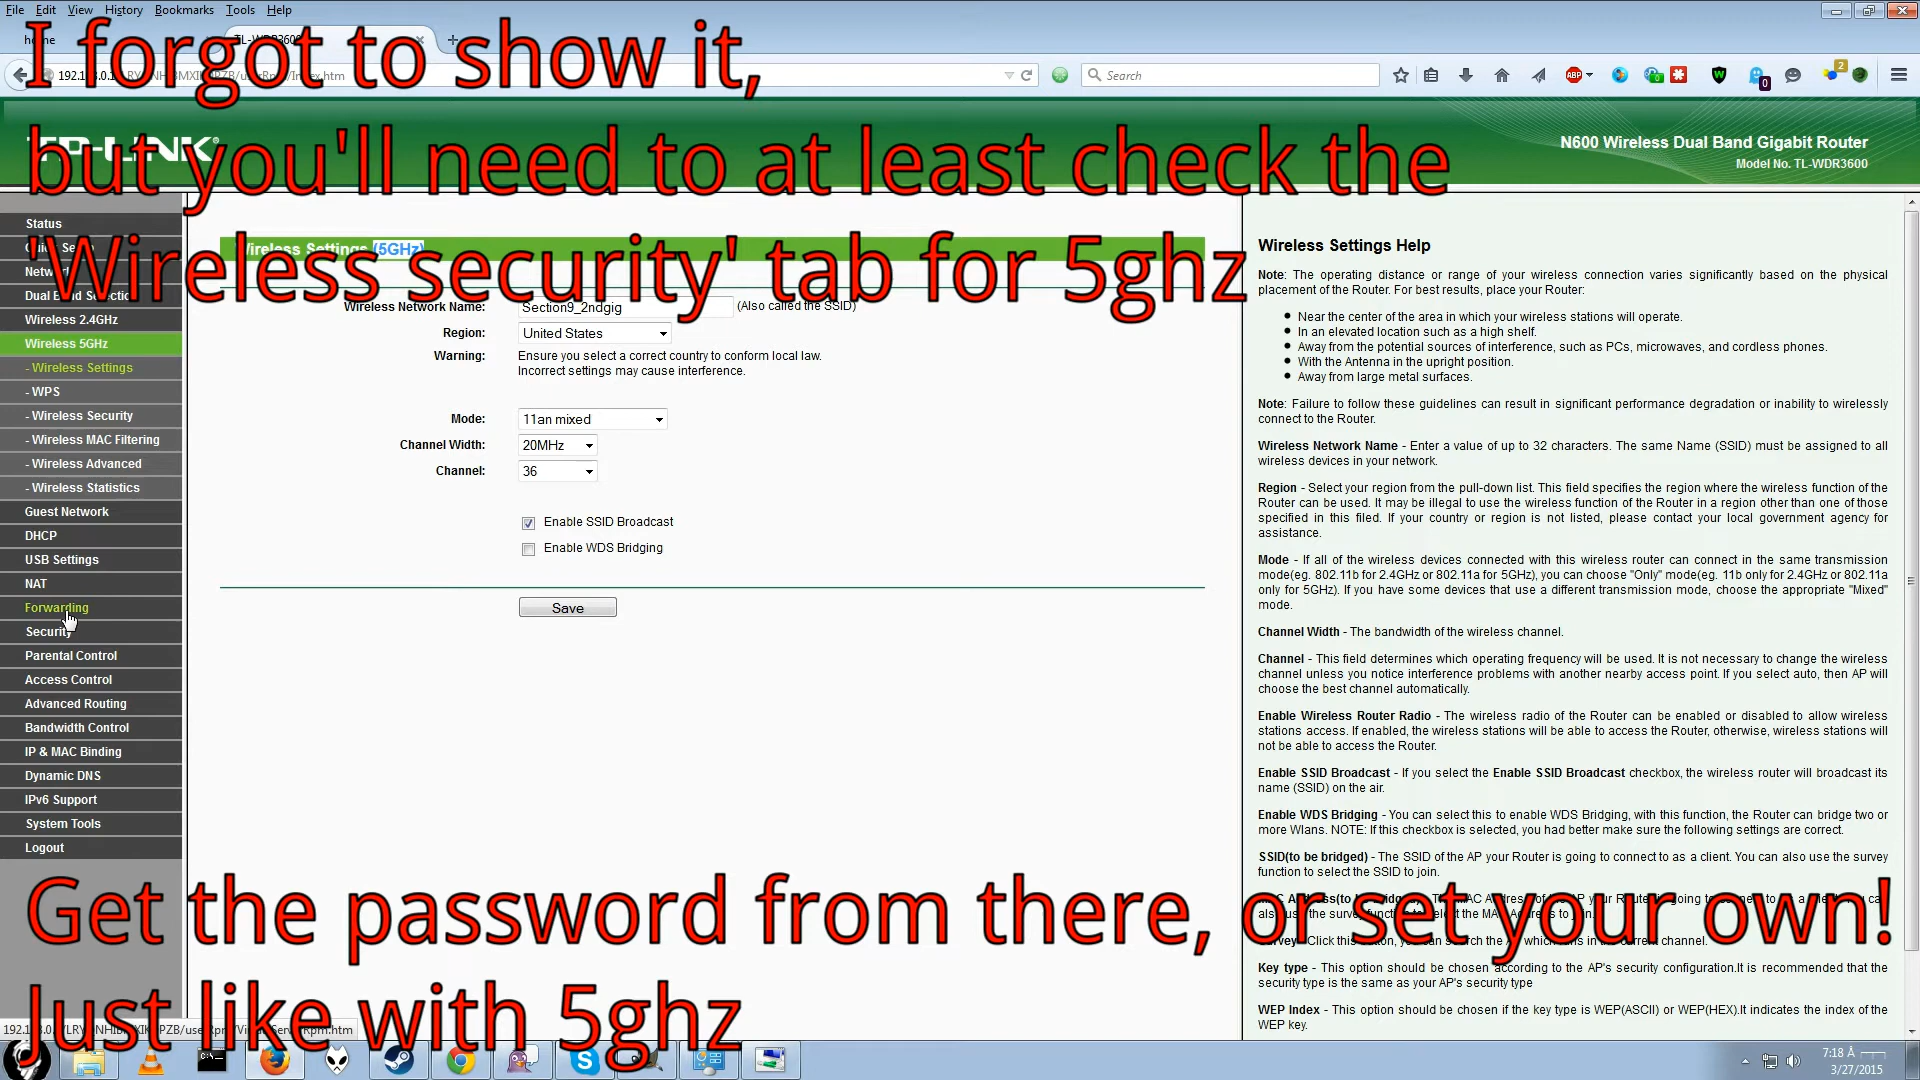 File Edit View History Bookmarks Tools Help
I forgot to show it,
Search
2
ABP
0
but you'll need to at least check the
TP-LINK
N600 Wireless Dual Band Gigabit Router
Model No. TL-WDR3600
'Wireless security' tab for 5ghz
Status
Dual Band Selection
Wireless 2.4GHz
Wireless 5GHz
- Wireless Settings
- WPS
- Wireless Security
- Wireless MAC Filtering
- Wireless Advanced
- Wireless Statistics
Guest Network
DHCP
USB Settings
NAT
Forwarding
Security
Parental Control
Access Control
Advanced Routing
Bandwidth Control
IP & MAC Binding
Dynamic DNS
IPv6 Support
System Tools
Logout
Wireless Settings (5GHz)
Wireless Network Name: Section9_2ndgig (Also called the SSID)
Region: United States
Warning: Ensure you select a correct country to conform local law.
Incorrect settings may cause interference.
Mode: 11an mixed
Channel Width: 20MHz
Channel: 36
Enable SSID Broadcast
Enable WDS Bridging
Save
Wireless Settings Help
Note: The operating distance or range of your wireless connection varies significantly based on the physical
placement of the Router. For best results, place your Router:
Near the center of the area in which your wireless stations will operate.
In an elevated location such as a high shelf.
Away from the potential sources of interference, such as PCs, microwaves, and cordless phones.
With the Antenna in the upright position.
Away from large metal surfaces.
Note: Failure to follow these guidelines can result in significant performance degradation or inability to wirelessly
connect to the Router.
Wireless Network Name - Enter a value of up to 32 characters. The same Name (SSID) must be assigned to all
wireless devices in your network.
Region - Select your region from the pull-down list. This field specifies the region where the wireless function of the
Router can be used. It may be illegal to use the wireless function of the Router in a region other than one of those
specified in this filed. If your country or region is not listed, please contact your local government agency for
assistance.
Mode - If all of the wireless devices connected with this wireless router can connect in the same transmission
mode(eg. 802.11b for 2.4GHz or 802.11a for 5GHz), you can choose "Only" mode(eg. 11b only for 2.4GHz or 802.11a
only for 5GHz). If you have some devices that use a different transmission mode, choose the appropriate "Mixed"
mode.
Channel Width - The bandwidth of the wireless channel.
Channel - This field determines which operating frequency will be used. It is not necessary to change the wireless
channel unless you notice interference problems with another nearby access point. If you select auto, then AP will
choose the best channel automatically.
Enable Wireless Router Radio - The wireless radio of the Router can be enabled or disabled to allow wireless
stations access. If enabled, the wireless stations will be able to access the Router, otherwise, wireless stations will
not be able to access the Router.
Enable SSID Broadcast - If you select the Enable SSID Broadcast checkbox, the wireless router will broadcast its
name (SSID) on the air.
Enable WDS Bridging - You can select this to enable WDS Bridging, with this function, the Router can bridge two or
more Wlans. NOTE: If this checkbox is selected, you had better make sure the following settings are correct.
SSID(to be bridged) - The SSID of the AP your Router is going to connect to as a client. You can also use the survey
function to select the SSID to join.
Get the password from there, or set your own!
Key type - This option should be chosen according to the AP's security configuration.It is recommended that the
security type is the same as your AP's security type
WEP Index - This option should be chosen if the key type is WEP(ASCII) or WEP(HEX).It indicates the index of the
WEP key.
Just like with 5ghz
7:18 Â
3/27/2015